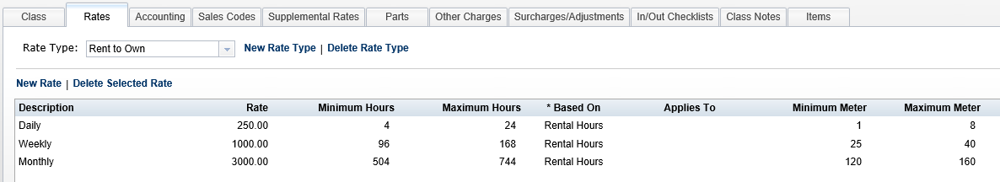 Class Rates Accounting Sales Codes Supplemental Rates Parts Other Charges Surcharges/Adjustments In/Out Checklists Class Notes Items
Rate Type: Rent to Own New Rate Type | Delete Rate Type
New Rate | Delete Selected Rate
Description Rate Minimum Hours Maximum Hours * Based On Applies To Minimum Meter Maximum Meter
Daily 250.00 4 24 Rental Hours 1 8
Weekly 1000.00 96 168 Rental Hours 25 40
Monthly 3000.00 504 744 Rental Hours 120 160